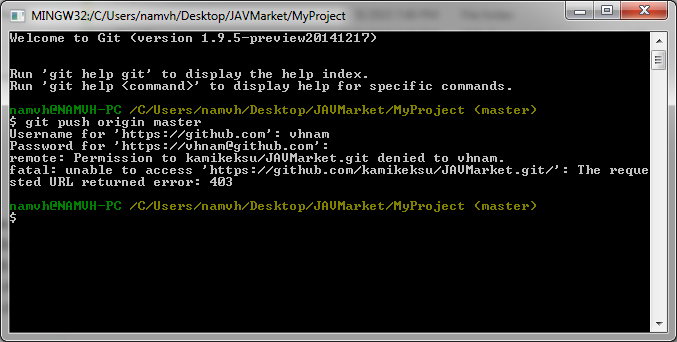 MINGW32:/C/Users/namvh/Desktop/JAVMarket/MyProject
Welcome to Git (version 1.9.5-preview20141217)
Run 'git help git' to display the help index.
Run 'git help <command>' to display help for specific commands.
namvh@NAMVH-PC /C/Users/namvh/Desktop/JAVMarket/MyProject (master)
$ git push origin master
Username for 'https://github.com': vhnam
Password for 'https://vhnam@github.com':
remote: Permission to kamikeksu/JAVMarket.git denied to vhnam.
fatal: unable to access 'https://github.com/kamikeksu/JAVMarket.git/': The reque
sted URL returned error: 403
namvh@NAMVH-PC /C/Users/namvh/Desktop/JAVMarket/MyProject (master)
$